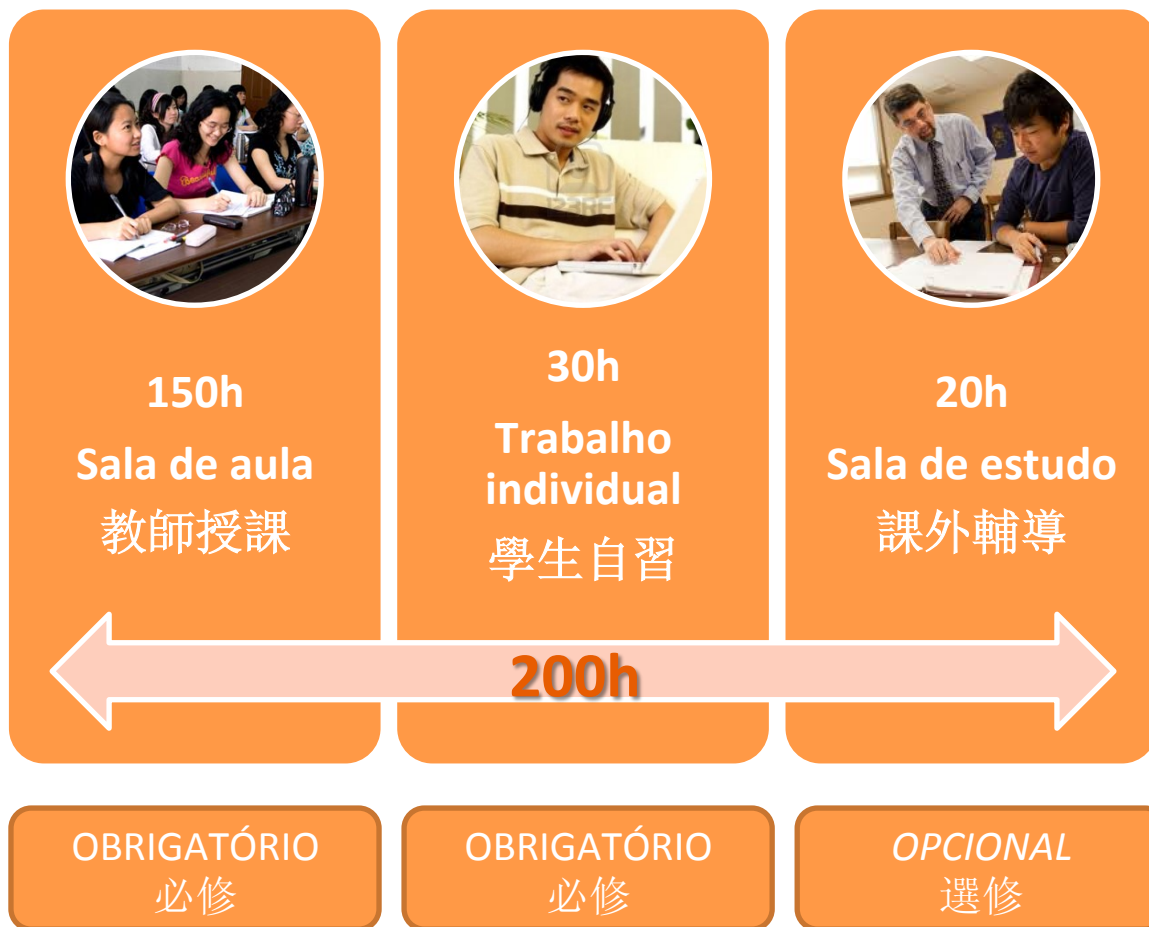 150h
Sala de aula
教師授課
30h
Trabalho
individual
學生自習
20h
Sala de estudo
課外輔導
200h
OBRIGATÓRIO
必修
OBRIGATÓRIO
必修
OPCIONAL
選修